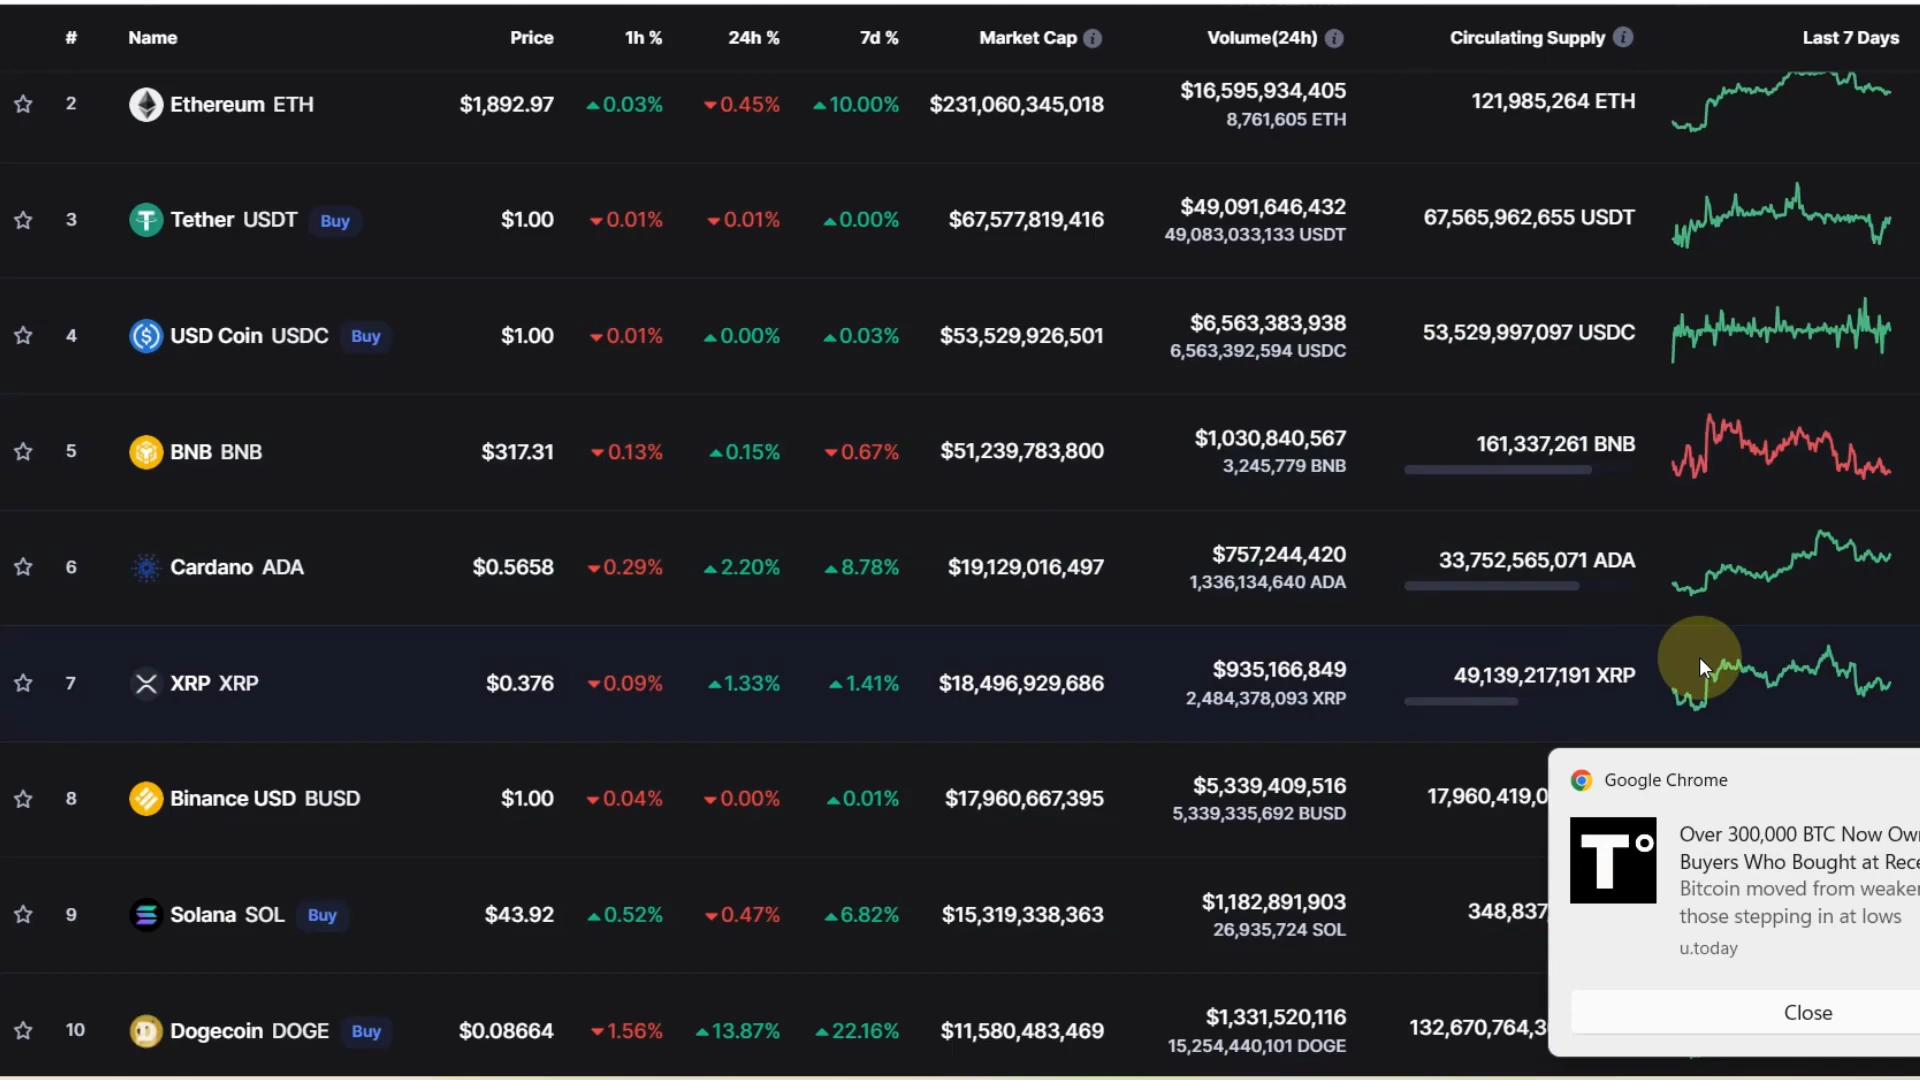 # Name Price 1h % 24h % 7d % Market Cap Volume(24h) Circulating Supply Last 7 Days
2 Ethereum ETH $1,892.97 0.03% 0.45% 10.00% $231,060,345,018 $16,595,934,405 121,985,264 ETH
8,761,605 ETH
3 Tether USDT Buy $1.00 0.01% 0.01% 0.00% $67,577,819,416 $49,091,646,432 67,565,962,655 USDT
49,083,033,133 USDT
4 USD Coin USDC Buy $1.00 0.01% 0.00% 0.03% $53,529,926,501 $6,563,383,938 53,529,997,097 USDC
6,563,392,594 USDC
5 BNB BNB $317.31 0.13% 0.15% 0.67% $51,239,783,800 $1,030,840,567 161,337,261 BNB
3,245,779 BNB
6 Cardano ADA $0.5658 0.29% 2.20% 8.78% $19,129,016,497 $757,244,420 33,752,565,071 ADA
1,336,134,640 ADA
7 XRP XRP $0.376 0.09% 1.33% 1.41% $18,496,929,686 $935,166,849 49,139,217,191 XRP
2,484,378,093 XRP
8 Binance USD BUSD $1.00 0.04% 0.00% 0.01% $17,960,667,395 $5,339,409,516 17,960,419,0
5,339,335,692 BUSD
9 Solana SOL Buy $43.92 0.52% 0.47% 6.82% $15,319,338,363 $1,182,891,903 348,837,
26,935,724 SOL
10 Dogecoin DOGE Buy $0.08664 1.56% 13.87% 22.16% $11,580,483,469 $1,331,520,116 132,670,764,3
15,254,440,101 DOGE
Google Chrome
T°
Over 300,000 BTC Now Own
Buyers Who Bought at Rece
Bitcoin moved from weaker
those stepping in at lows
u.today
Close